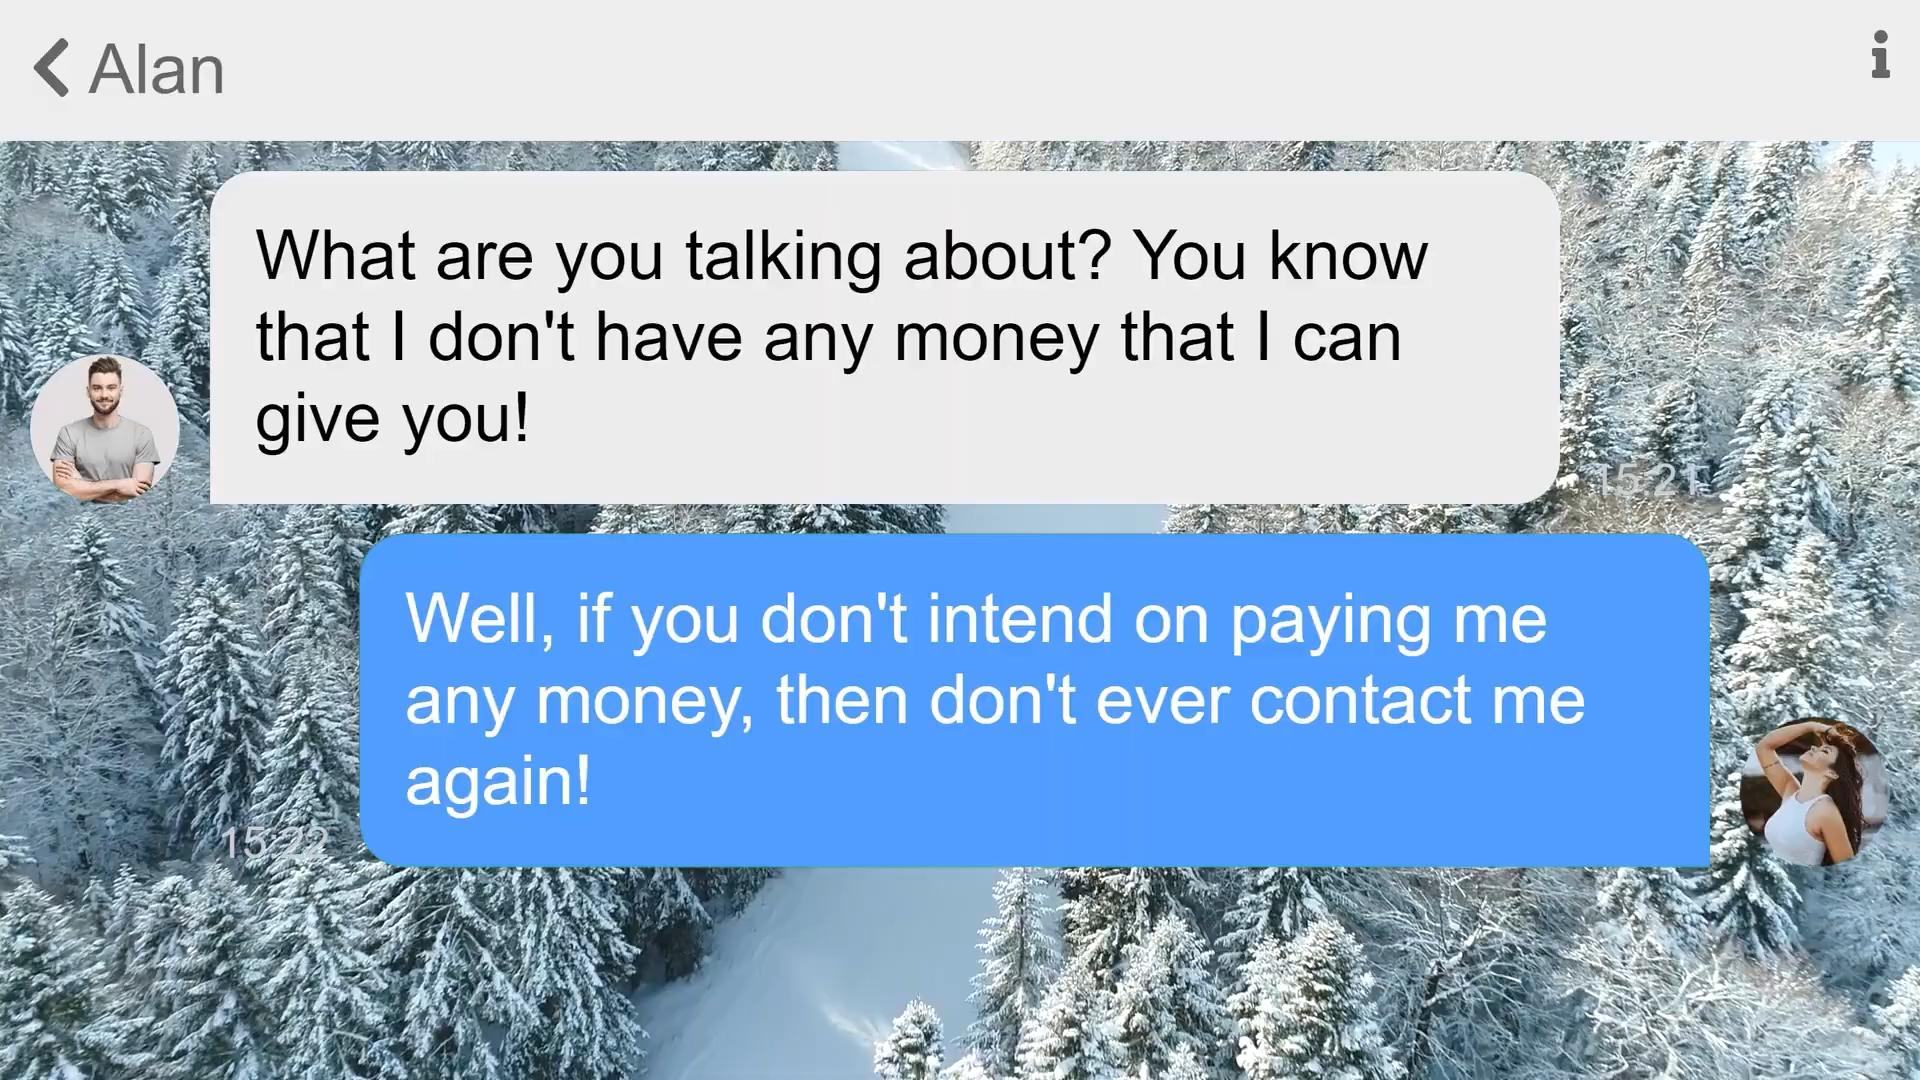 Alan
What are you talking about? You know
that I don't have any money that I can
give you!
15:21
Well, if you don't intend on paying me
any money, then don't ever contact me
again!
15:22